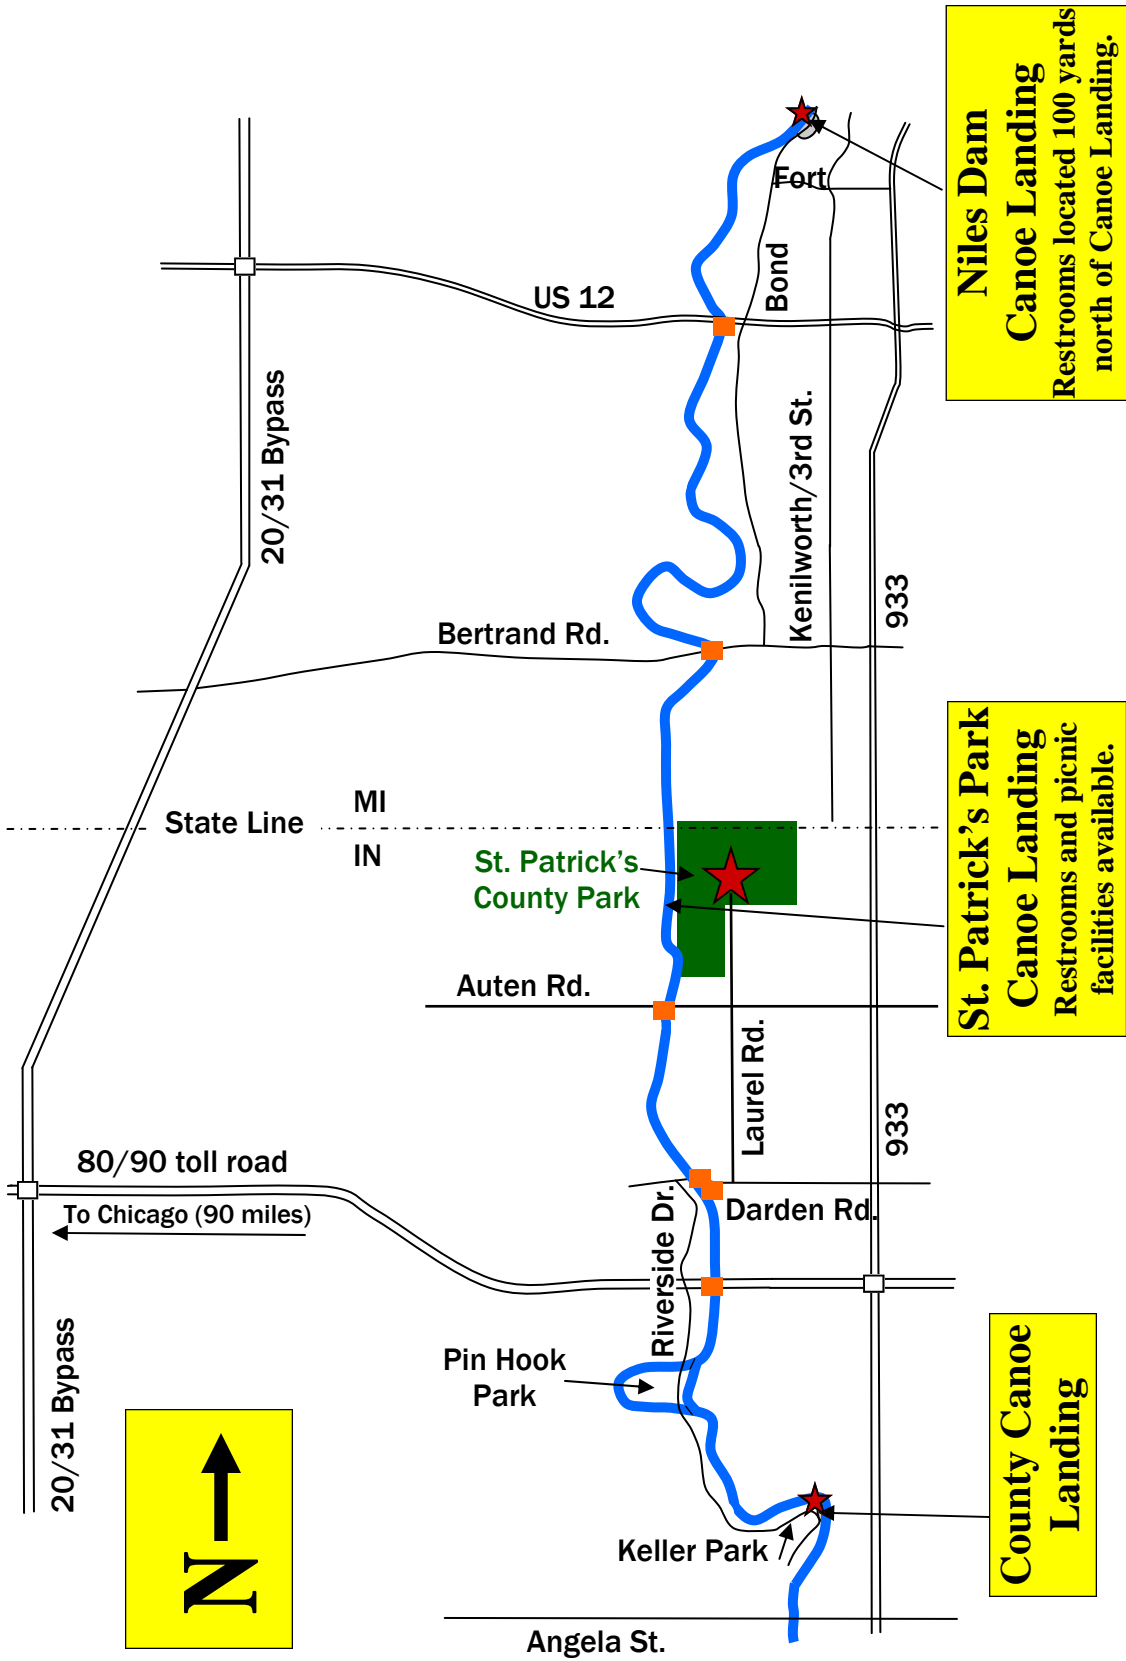 Niles Dam
Canoe Landing
Restrooms located 100 yards
north of Canoe Landing.
Fort
Bond
US 12
20/31 Bypass
Kenilworth/3rd St.
933
Bertrand Rd.
St. Patrick's Park
Canoe Landing
Restrooms and picnic
facilities available.
MI
State Line
IN
St. Patrick's
County Park
Auten Rd.
Laurel Rd.
933
80/90 toll road
To Chicago (90 miles)
Riverside Dr.
Darden Rd.
20/31 Bypass
Pin Hook
Park
County Canoe
Landing
N
Keller Park
Angela St.